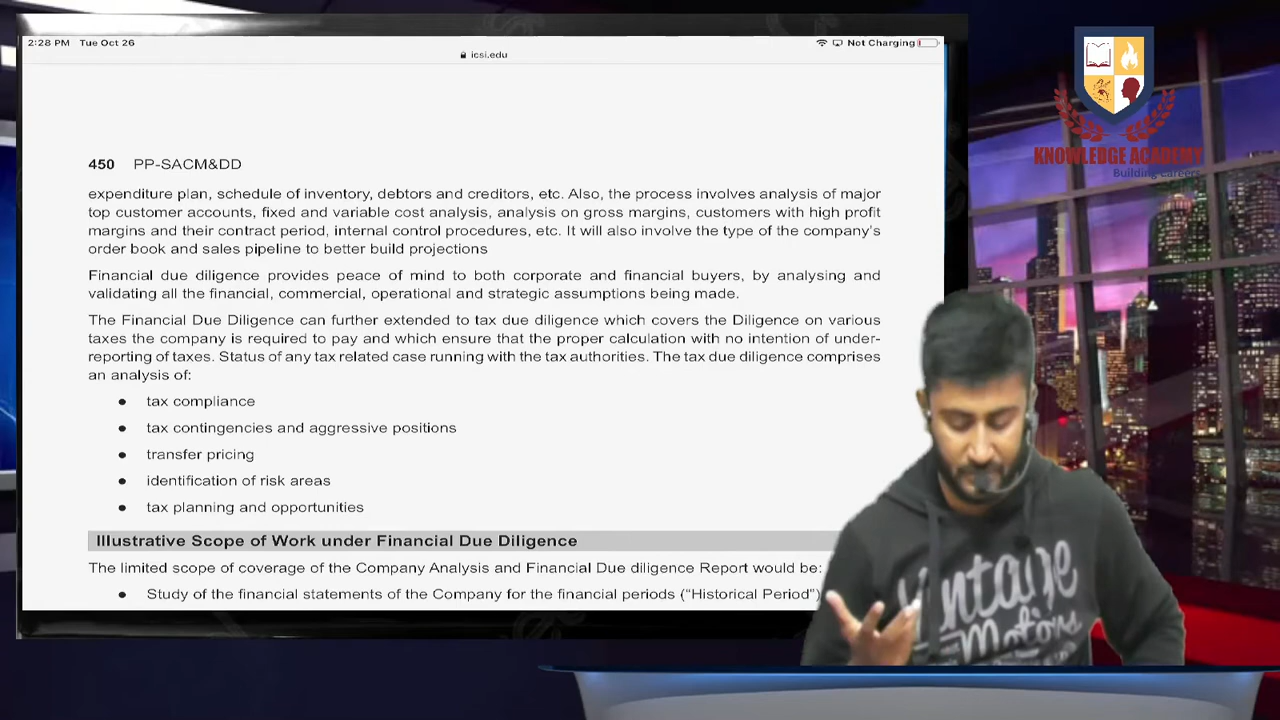 2:28 PM Tue Oct 26
Not Charging
icsi.edu
450 PP-SACM&DD
expenditure plan, schedule of inventory, debtors and creditors, etc. Also, the process involves analysis of major
top customer accounts, fixed and variable cost analysis, analysis on gross margins, customers with high profit
margins and their contract period, internal control procedures, etc. It will also involve the type of the company's
order book and sales pipeline to better build projections
Financial due diligence provides peace of mind to both corporate and financial buyers, by analysing and
validating all the financial, commercial, operational and strategic assumptions being made.
The Financial Due Diligence can further extended to tax due diligence which covers the Diligence on various
taxes the company is required to pay and which ensure that the proper calculation with no intention of under-
reporting of taxes. Status of any tax related case running with the tax authorities. The tax due diligence comprises
an analysis of:
● tax compliance
● tax contingencies and aggressive positions
● transfer pricing
● identification of risk areas
● tax planning and opportunities
Illustrative Scope of Work under Financial Due Diligence
The limited scope of coverage of the Company Analysis and Financial Due diligence Report would be:
● Study of the financial statements of the Company for the financial periods (“Historical Period”)
KNOWLEDGE ACADEMY
Building Careers
Vintage
Motors